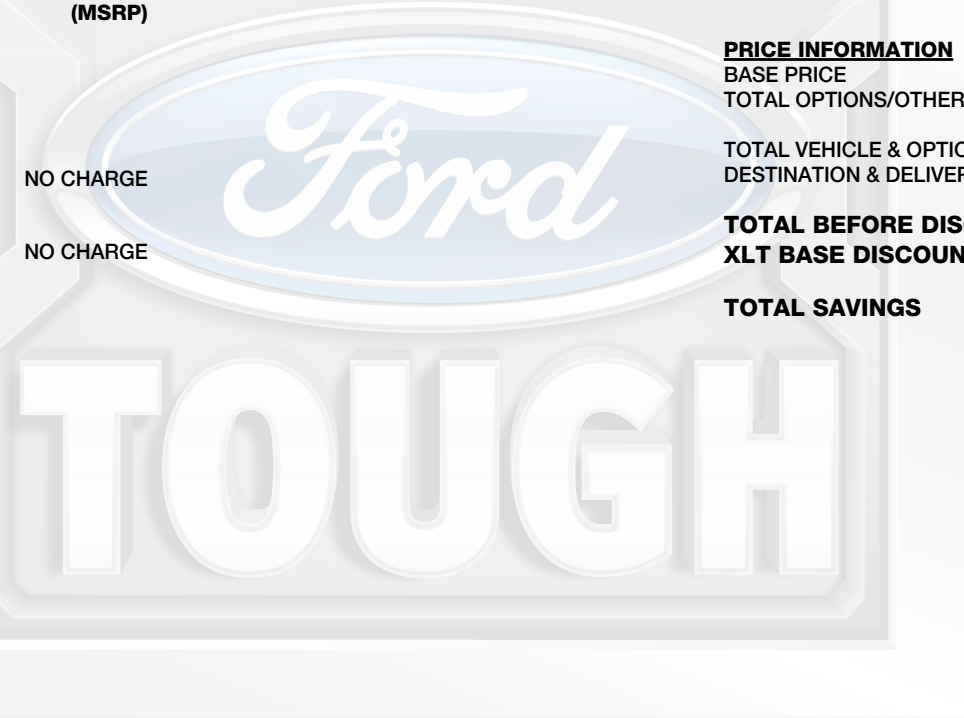 (MSRP)
NO CHARGE
NO CHARGE
PRICE INFORMATION
BASE PRICE
TOTAL OPTIONS/OTHER
TOTAL VEHICLE & OPTIO
DESTINATION & DELIVER
TOTAL BEFORE DIS
XLT BASE DISCOUN
TOTAL SAVINGS
Ford
TOUGH